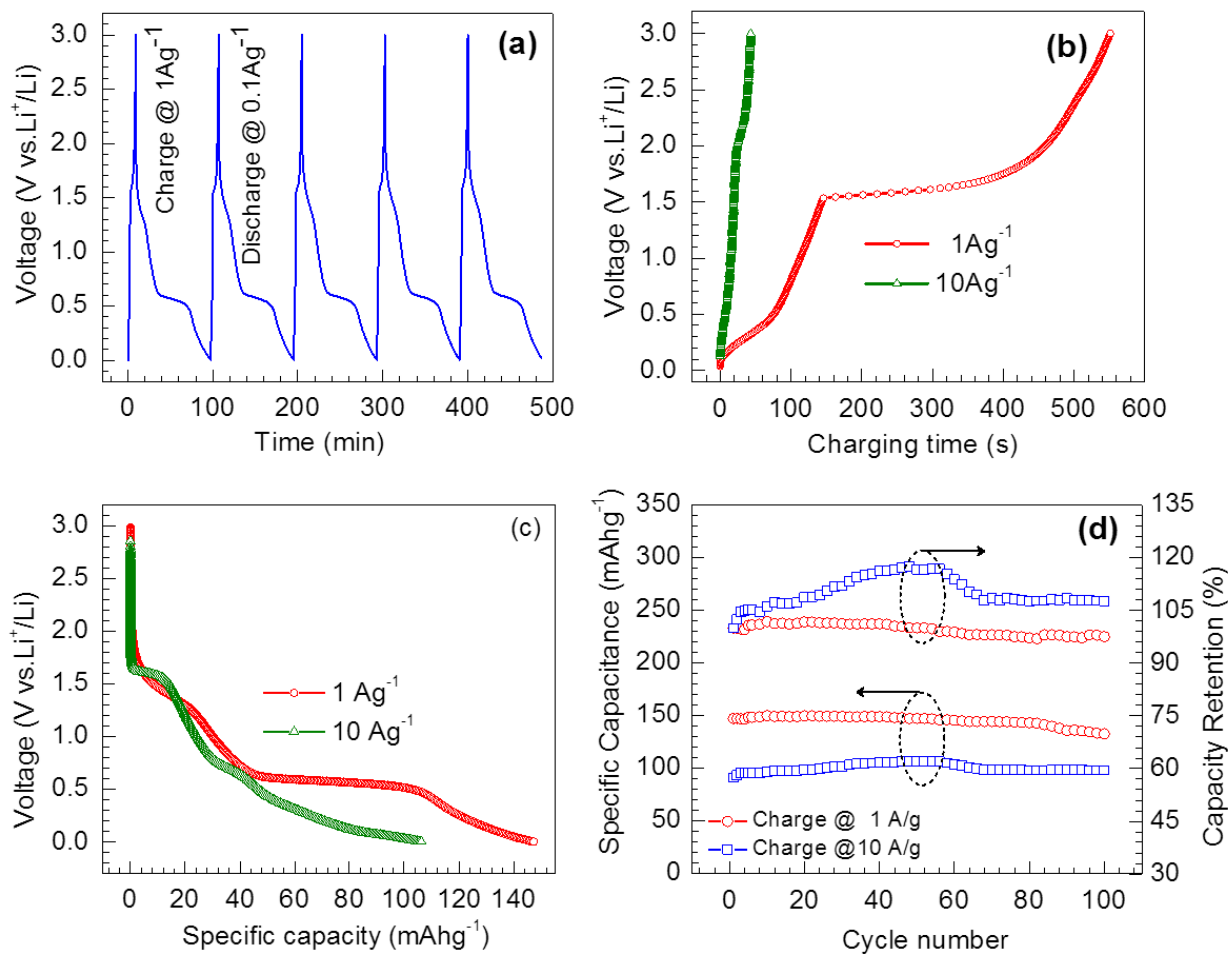 (a)
Charge @ 1Ag⁻¹
Discharge @ 0.1Ag⁻¹
Voltage (V vs.Li⁺/Li)
3.0
2.5
2.0
1.5
1.0
0.5
0.0
0 100 200 300 400 500
Time (min)
(b)
Voltage (V vs.Li⁺/Li)
3.0
2.5
2.0
1.5
1.0
0.5
0.0
1Ag⁻¹
10Ag⁻¹
0 100 200 300 400 500 600
Charging time (s)
(c)
Voltage (V vs.Li⁺/Li)
3.0
2.5
2.0
1.5
1.0
0.5
0.0
1 Ag⁻¹
10 Ag⁻¹
0 20 40 60 80 100 120 140
Specific capacity (mAhg⁻¹)
(d)
Specific Capacitance (mAhg⁻¹)
350
300
250
200
150
100
50
0
Charge @ 1 A/g
Charge @10 A/g
0 20 40 60 80 100
Cycle number
135
120
105
90
75
60
45
30
Capacity Retention (%)